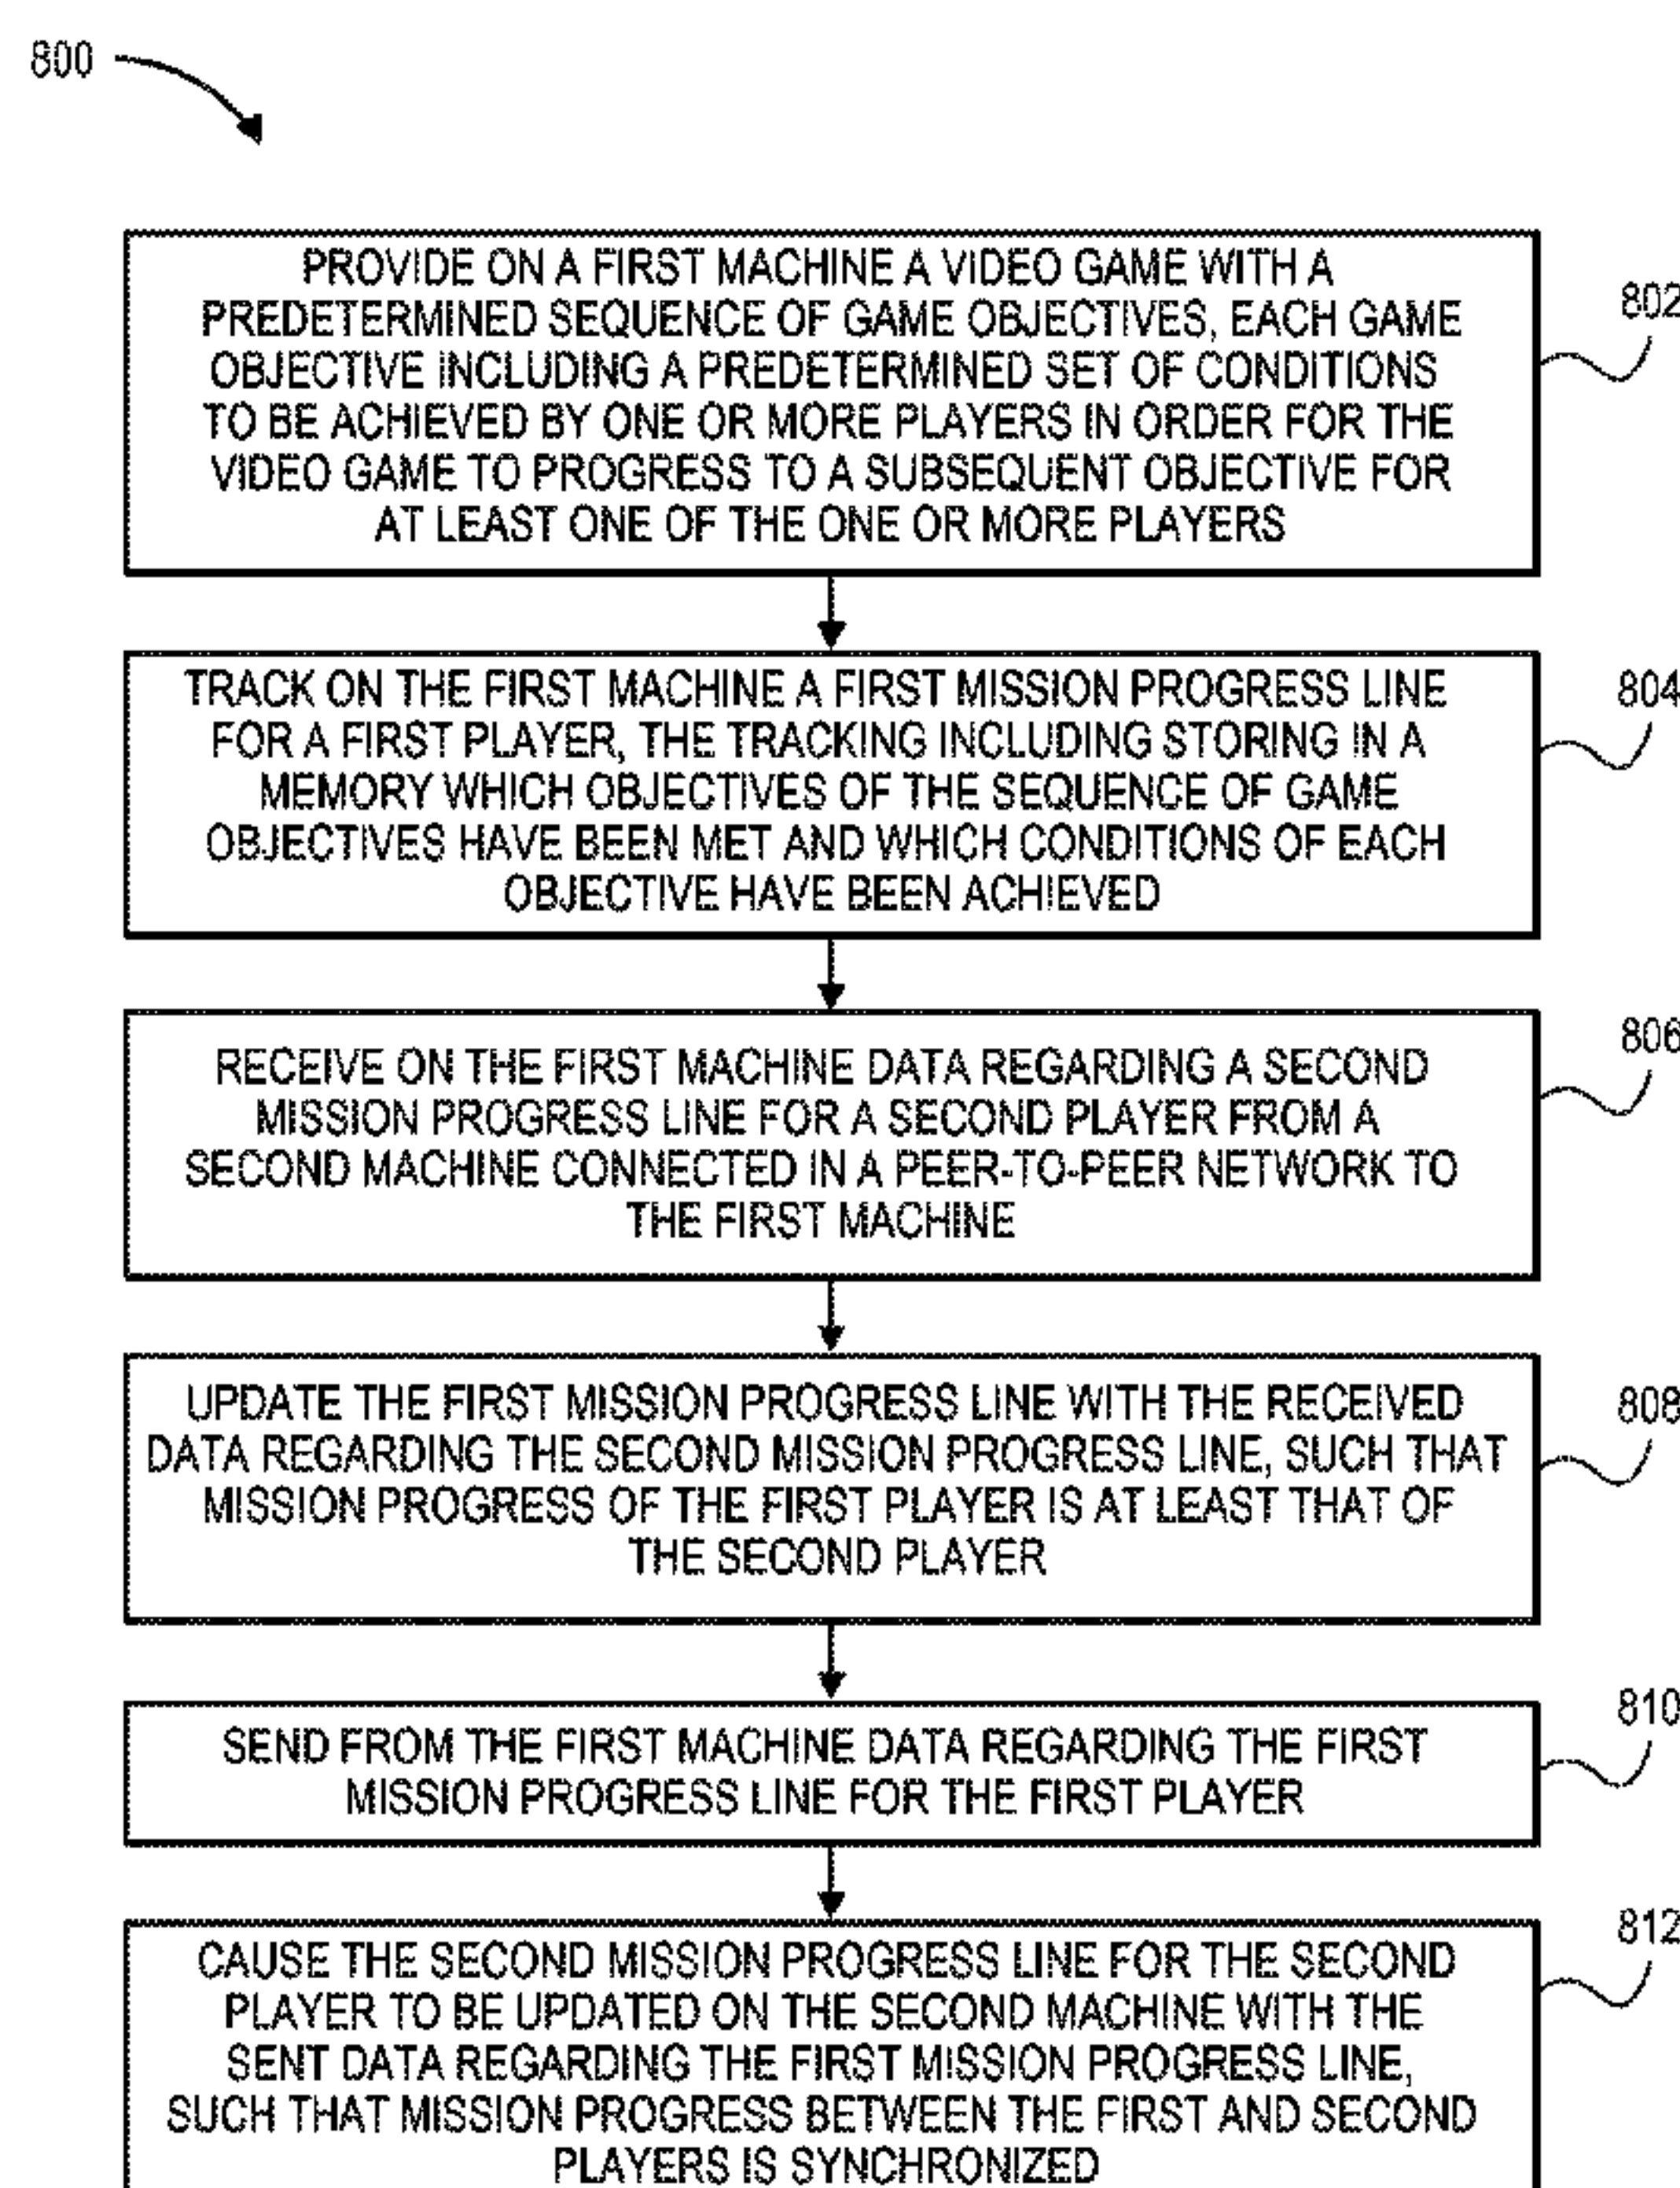 800
PROVIDE ON A FIRST MACHINE A VIDEO GAME WITH A
PREDETERMINED SEQUENCE OF GAME OBJECTIVES, EACH GAME
OBJECTIVE INCLUDING A PREDETERMINED SET OF CONDITIONS
TO BE ACHIEVED BY ONE OR MORE PLAYERS IN ORDER FOR THE
VIDEO GAME TO PROGRESS TO A SUBSEQUENT OBJECTIVE FOR
AT LEAST ONE OF THE ONE OR MORE PLAYERS
802
TRACK ON THE FIRST MACHINE A FIRST MISSION PROGRESS LINE
FOR A FIRST PLAYER, THE TRACKING INCLUDING STORING IN A
MEMORY WHICH OBJECTIVES OF THE SEQUENCE OF GAME
OBJECTIVES HAVE BEEN MET AND WHICH CONDITIONS OF EACH
OBJECTIVE HAVE BEEN ACHIEVED
804
RECEIVE ON THE FIRST MACHINE DATA REGARDING A SECOND
MISSION PROGRESS LINE FOR A SECOND PLAYER FROM A
SECOND MACHINE CONNECTED IN A PEER-TO-PEER NETWORK TO
THE FIRST MACHINE
806
UPDATE THE FIRST MISSION PROGRESS LINE WITH THE RECEIVED
DATA REGARDING THE SECOND MISSION PROGRESS LINE, SUCH THAT
MISSION PROGRESS OF THE FIRST PLAYER IS AT LEAST THAT OF
THE SECOND PLAYER
808
SEND FROM THE FIRST MACHINE DATA REGARDING THE FIRST
MISSION PROGRESS LINE FOR THE FIRST PLAYER
810
CAUSE THE SECOND MISSION PROGRESS LINE FOR THE SECOND
PLAYER TO BE UPDATED ON THE SECOND MACHINE WITH THE
SENT DATA REGARDING THE FIRST MISSION PROGRESS LINE,
SUCH THAT MISSION PROGRESS BETWEEN THE FIRST AND SECOND
PLAYERS IS SYNCHRONIZED
812